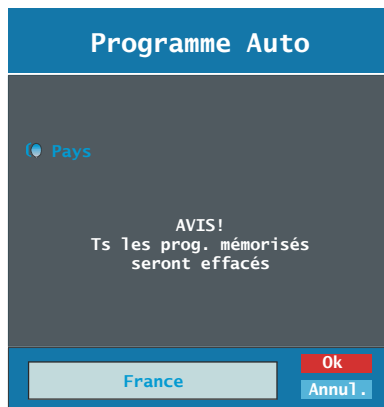 Programme Auto
Pays
AVIS!
Ts les prog. mémorisés
seront effacés
France
Ok
Annul.